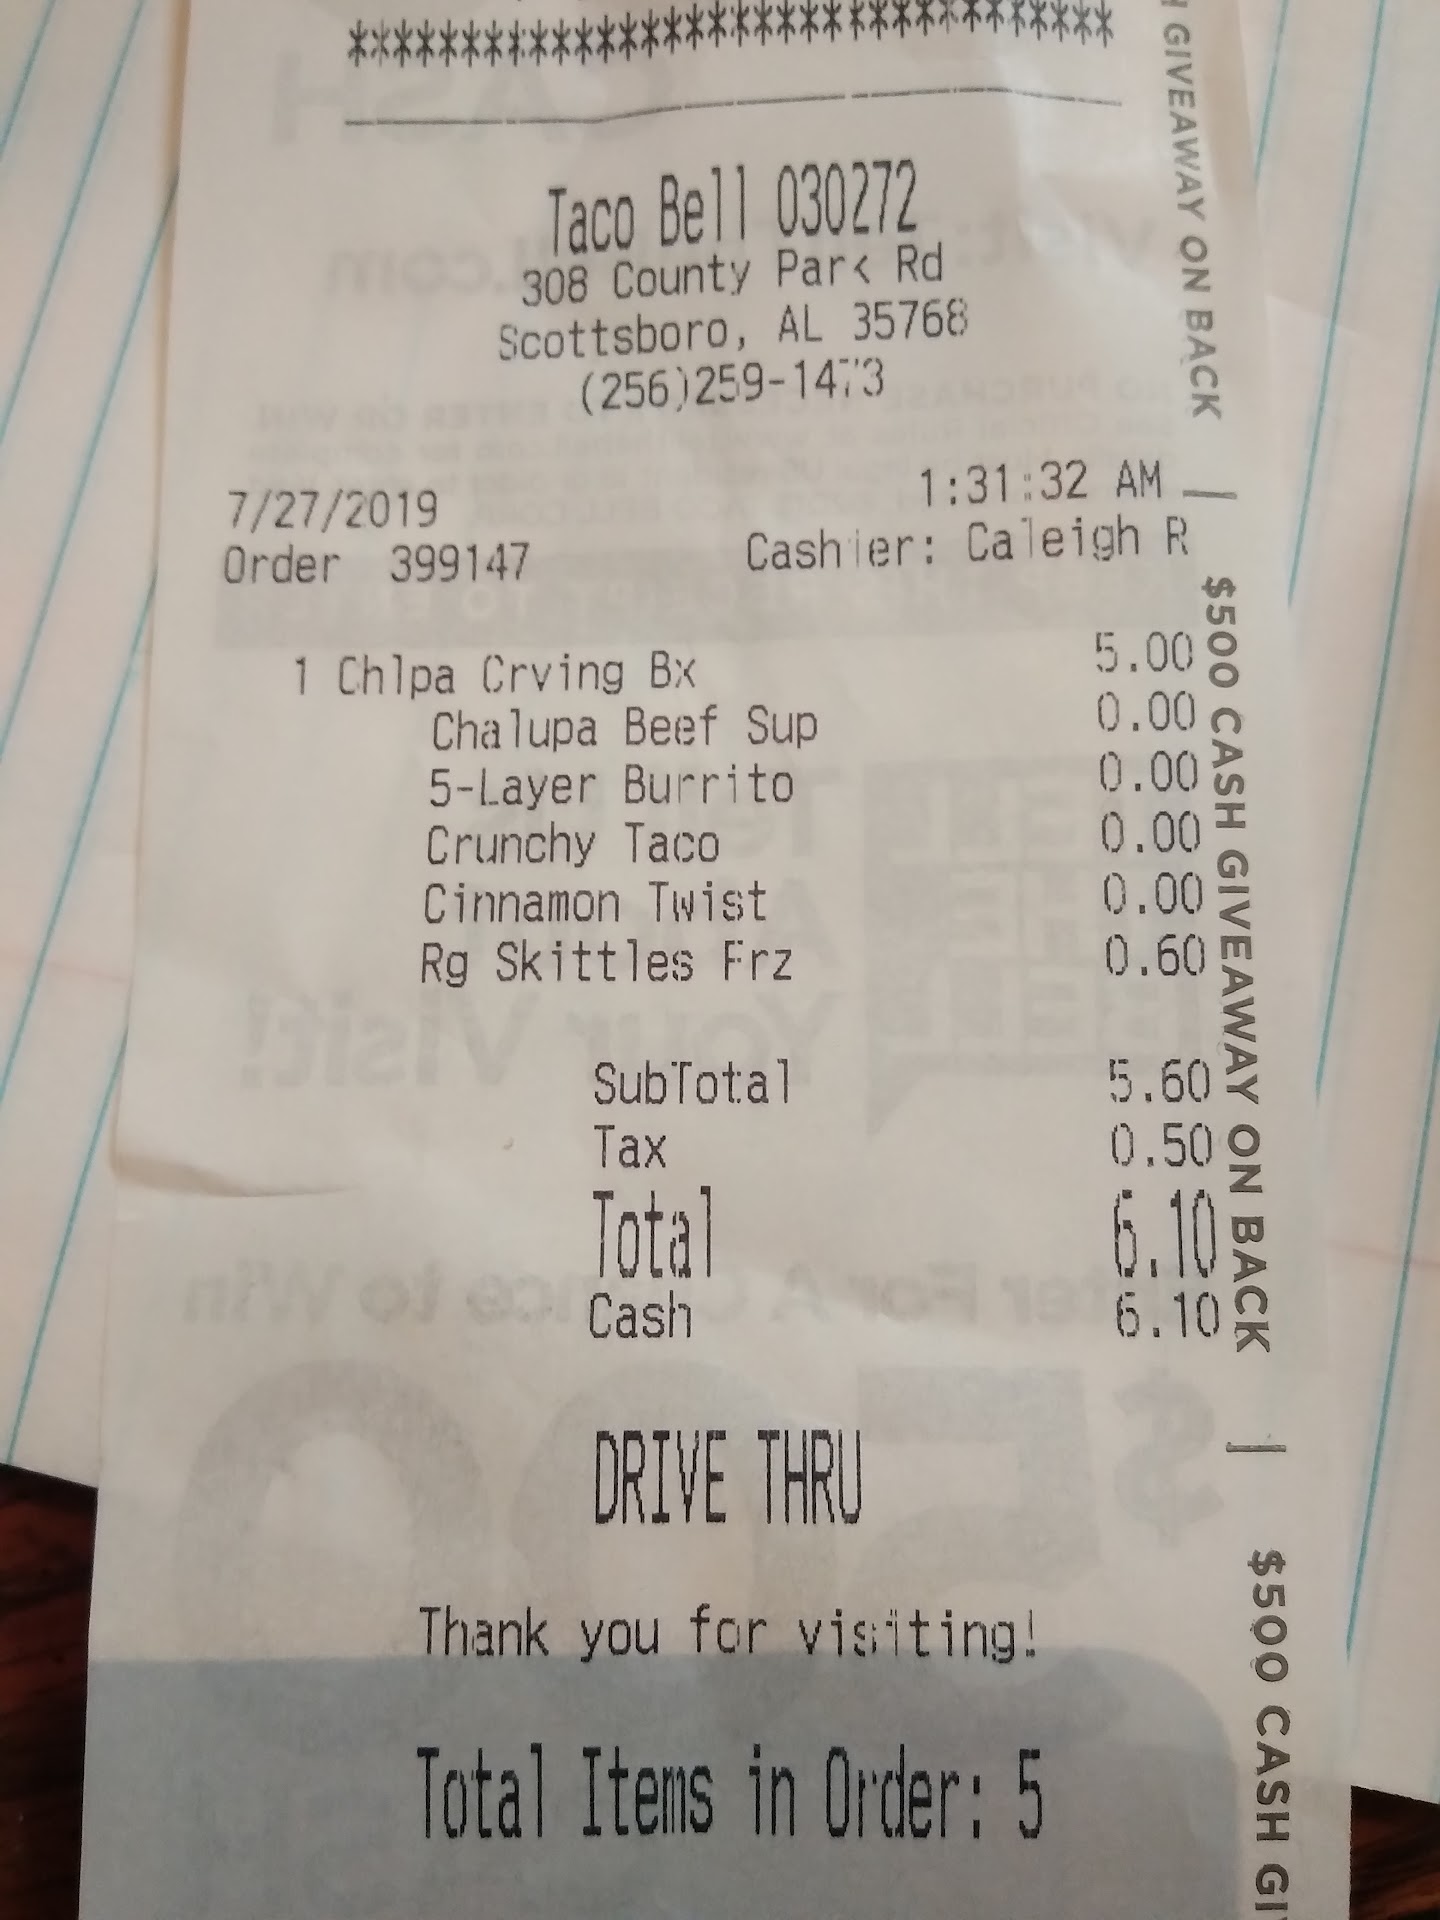 ***********************************
Taco Bell 030272
308 County Park Rd
Scottsboro, AL 35768
(256)259-1473
7/27/2019 1:31:32 AM
Order 399147 Cashier: Caleigh R
1 Chlpa Crving Bx 5.00
Chalupa Beef Sup 0.00
5-Layer Burrito 0.00
Crunchy Taco 0.00
Cinnamon Twist 0.00
Rg Skittles Frz 0.60
SubTotal 5.60
Tax 0.50
Total 6.10
Cash 6.10
DRIVE THRU
Thank you for visiting!
Total Items in Order: 5
GIVEAWAY ON BACK |
$500 CASH GIVEAWAY ON BACK |
$500 CASH